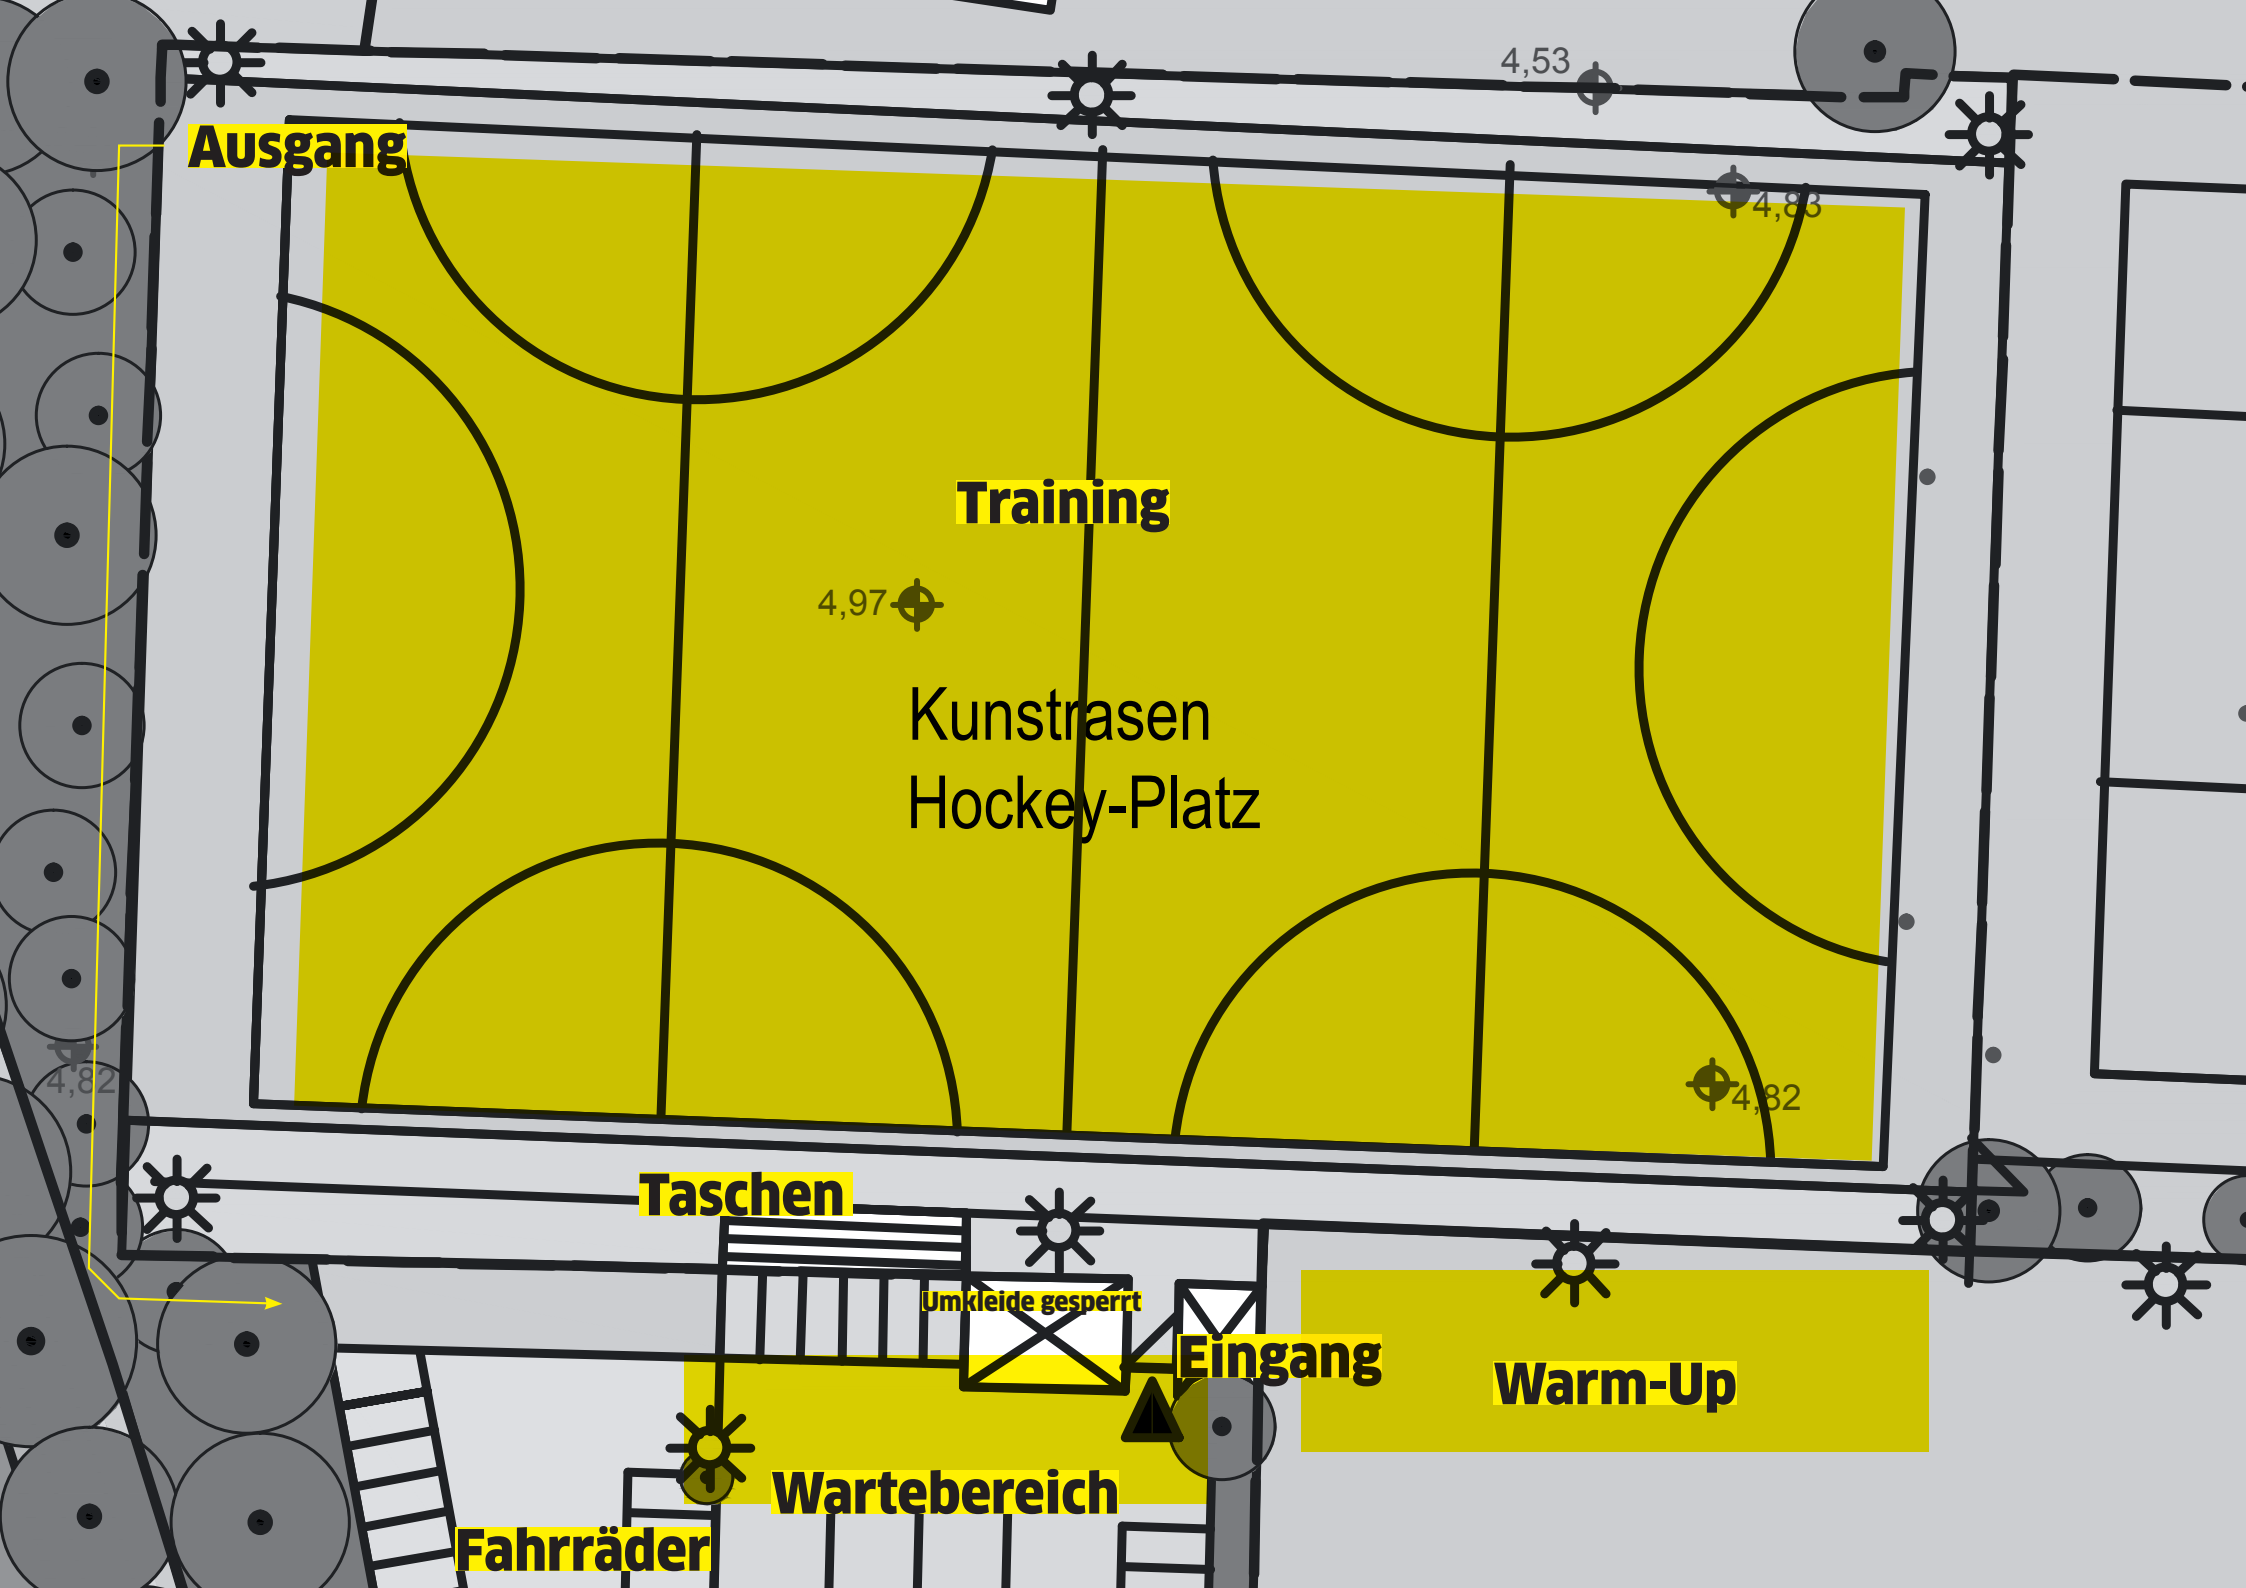 4,53
Ausgang
4,83
Training
4,97
Kunstrasen
Hockey-Platz
4,82
4,82
Taschen
Umkleide gesperrt
Eingang
Warm-Up
Wartebereich
Fahrräder